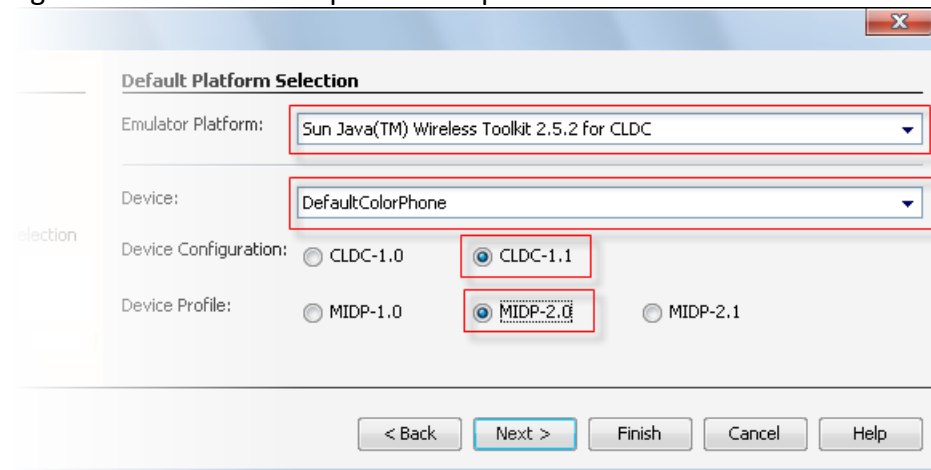 Default Platform Selection
Emulator Platform: Sun Java(TM) Wireless Toolkit 2.5.2 for CLDC
Device: DefaultColorPhone
election
Device Configuration: CLDC-1.0 CLDC-1.1
Device Profile: MIDP-1.0 MIDP-2.0 MIDP-2.1
< Back Next > Finish Cancel Help